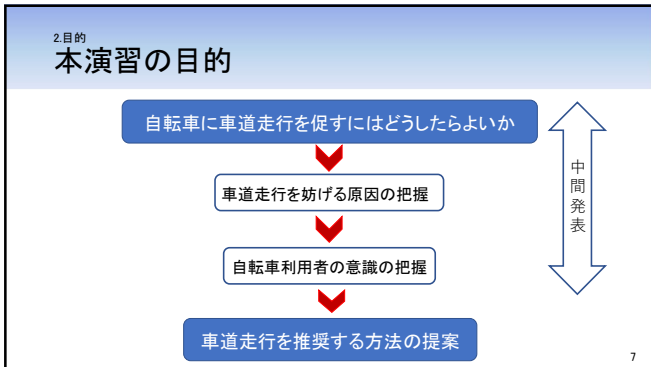 2.目的
本演習の目的
自転車に車道走行を促すにはどうしたらよいか
車道走行を妨げる原因の把握
自転車利用者の意識の把握
車道走行を推奨する方法の提案
中間発表
7